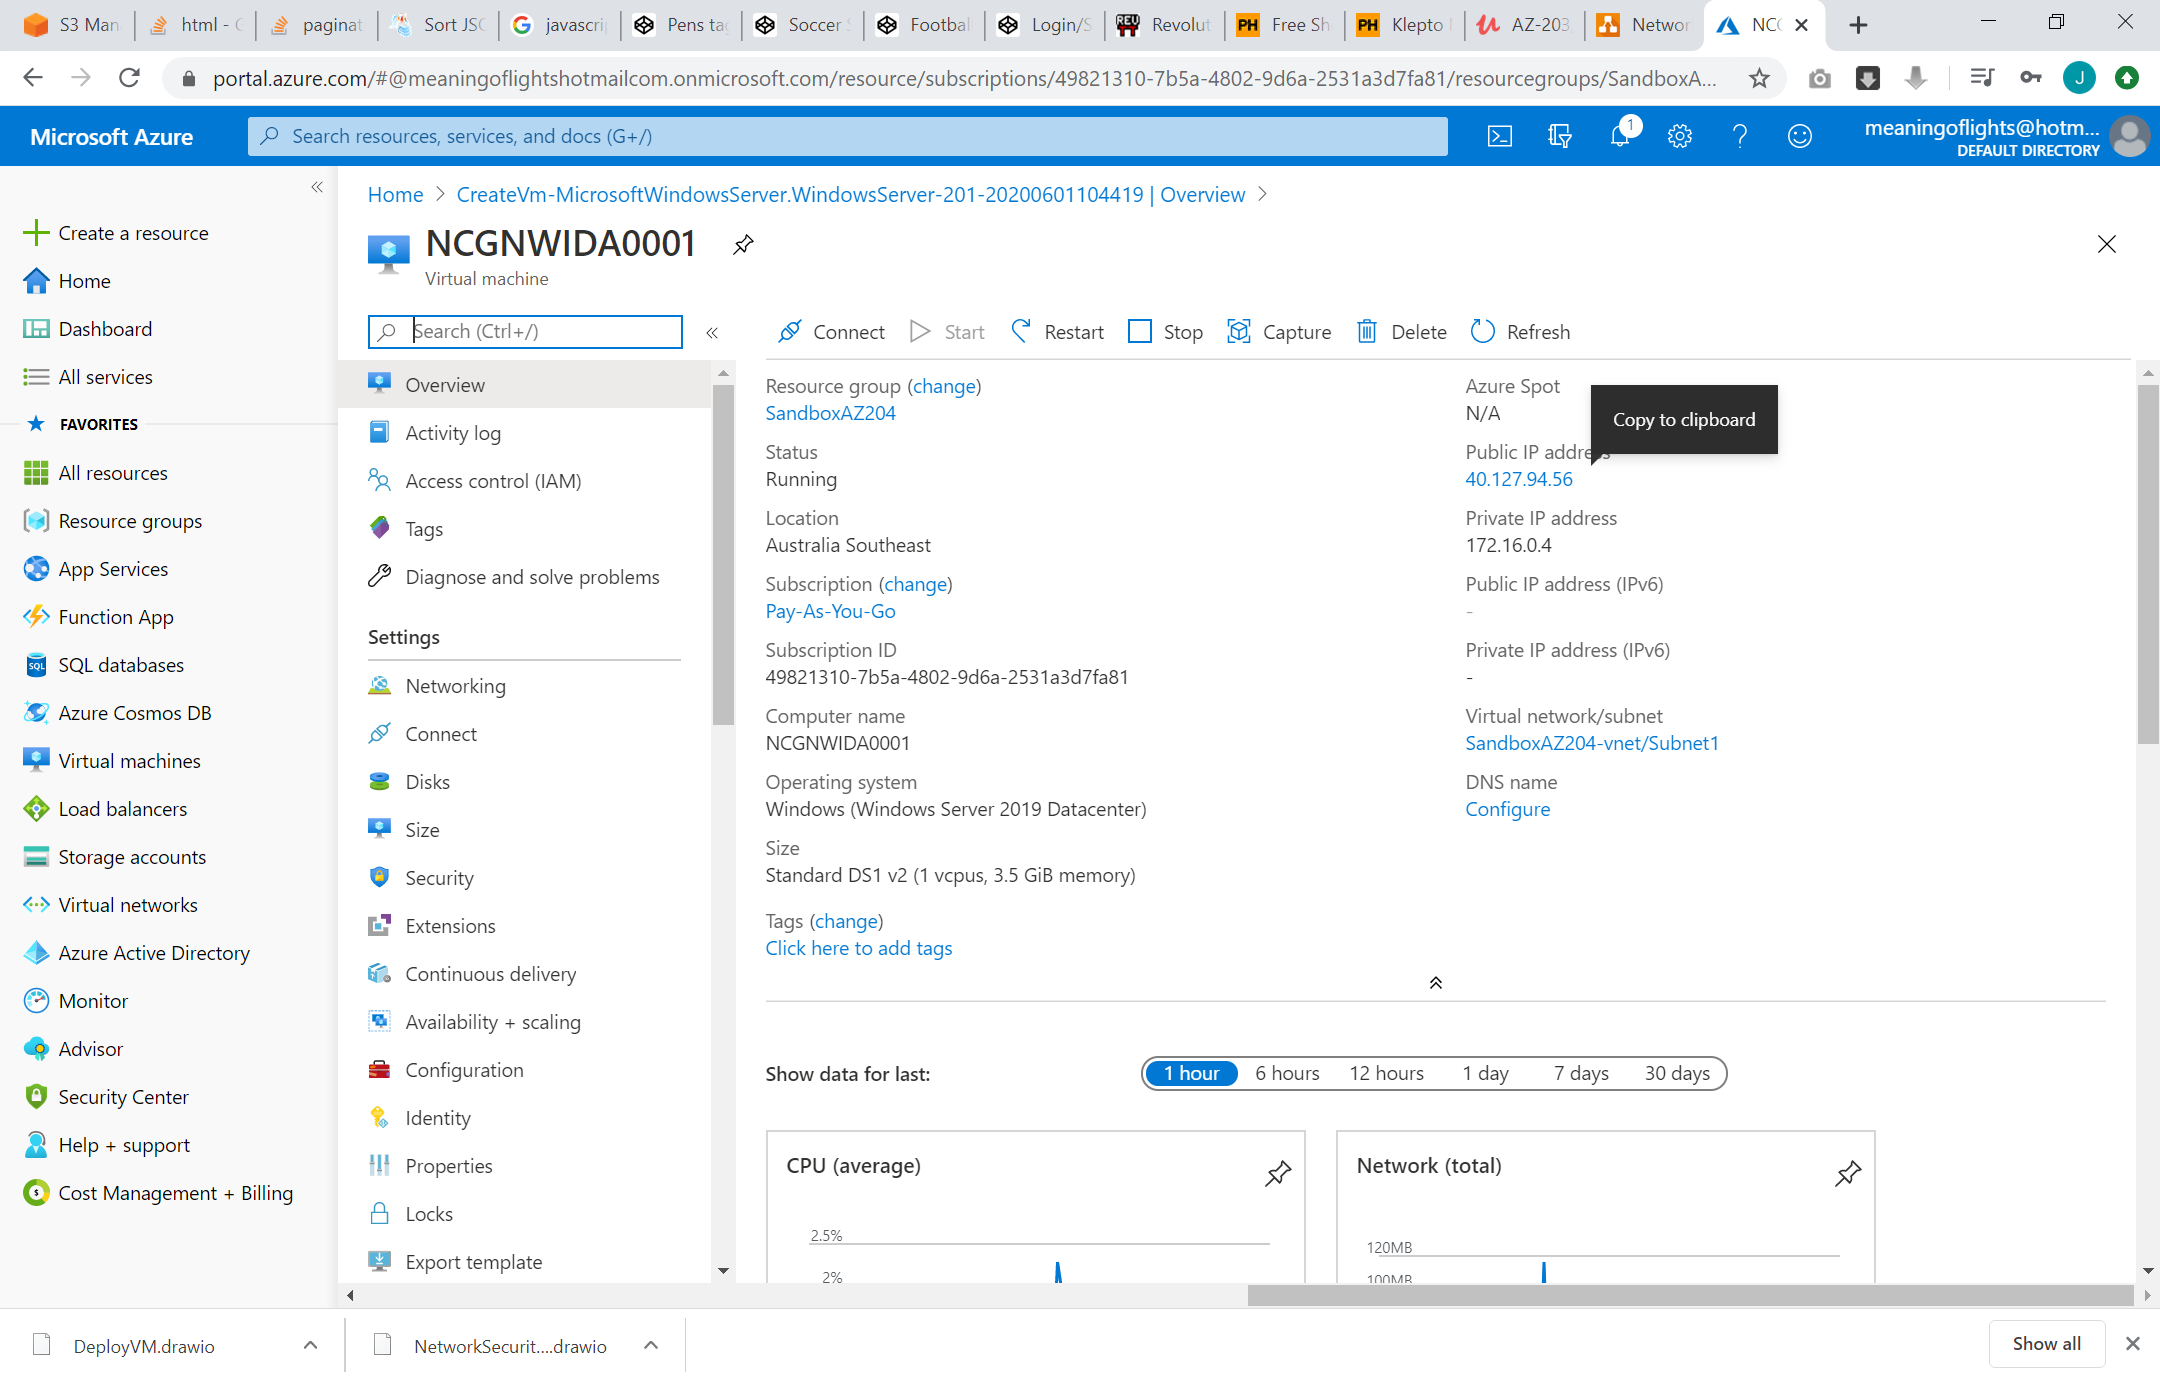 S3 Man
html - C
paginat
Sort JSC
javascri
Pens tag
Soccer S
Football
Login/S
Revolut
Free Sh
Klepto
AZ-203
Networ
NCG
portal.azure.com/#@meaningoflightshotmailcom.onmicrosoft.com/resource/subscriptions/49821310-7b5a-4802-9d6a-2531a3d7fa81/resourcegroups/SandboxA...
J
Microsoft Azure
Search resources, services, and docs (G+/)
1
meaningoflights@hotm...
DEFAULT DIRECTORY
Create a resource
Home
Dashboard
All services
FAVORITES
All resources
Resource groups
App Services
Function App
SQL databases
Azure Cosmos DB
Virtual machines
Load balancers
Storage accounts
Virtual networks
Azure Active Directory
Monitor
Advisor
Security Center
Help + support
Cost Management + Billing
Home > CreateVm-MicrosoftWindowsServer.WindowsServer-201-20200601104419 | Overview >
NCGNWIDA0001
Virtual machine
Search (Ctrl+/)
Overview
Activity log
Access control (IAM)
Tags
Diagnose and solve problems
Settings
Networking
Connect
Disks
Size
Security
Extensions
Continuous delivery
Availability + scaling
Configuration
Identity
Properties
Locks
Export template
Connect Start Restart Stop Capture Delete Refresh
Resource group (change)
SandboxAZ204
Status
Running
Location
Australia Southeast
Subscription (change)
Pay-As-You-Go
Subscription ID
49821310-7b5a-4802-9d6a-2531a3d7fa81
Computer name
NCGNWIDA0001
Operating system
Windows (Windows Server 2019 Datacenter)
Size
Standard DS1 v2 (1 vcpus, 3.5 GiB memory)
Tags (change)
Click here to add tags
Azure Spot
N/A
Copy to clipboard
Public IP address
40.127.94.56
Private IP address
172.16.0.4
Public IP address (IPv6)
-
Private IP address (IPv6)
-
Virtual network/subnet
SandboxAZ204-vnet/Subnet1
DNS name
Configure
Show data for last:
1 hour 6 hours 12 hours 1 day 7 days 30 days
CPU (average)
2.5%
2%
Network (total)
120MB
100MB
DeployVM.drawio
NetworkSecurit....drawio
Show all